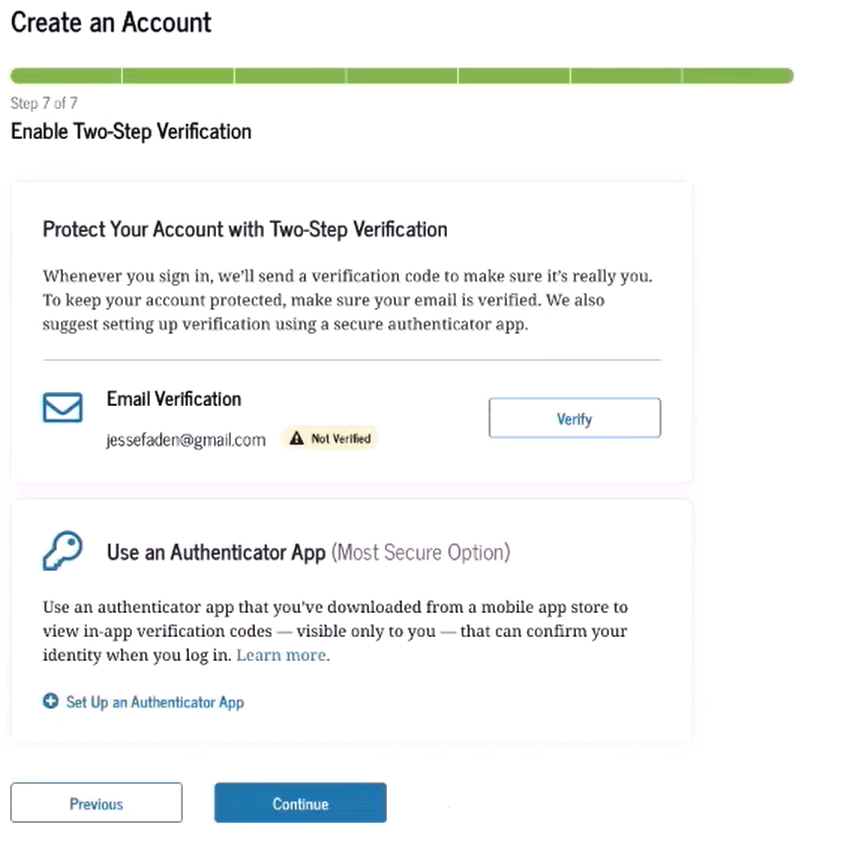 Create an Account
Step 7 of 7
Enable Two-Step Verification
Protect Your Account with Two-Step Verification
Whenever you sign in, we'll send a verification code to make sure it's really you.
To keep your account protected, make sure your email is verified. We also
suggest setting up verification using a secure authenticator app.
Email Verification
jessefaden@gmail.com Not Verified
Verify
Use an Authenticator App (Most Secure Option)
Use an authenticator app that you've downloaded from a mobile app store to
view in-app verification codes — visible only to you — that can confirm your
identity when you log in. Learn more.
Set Up an Authenticator App
Previous Continue